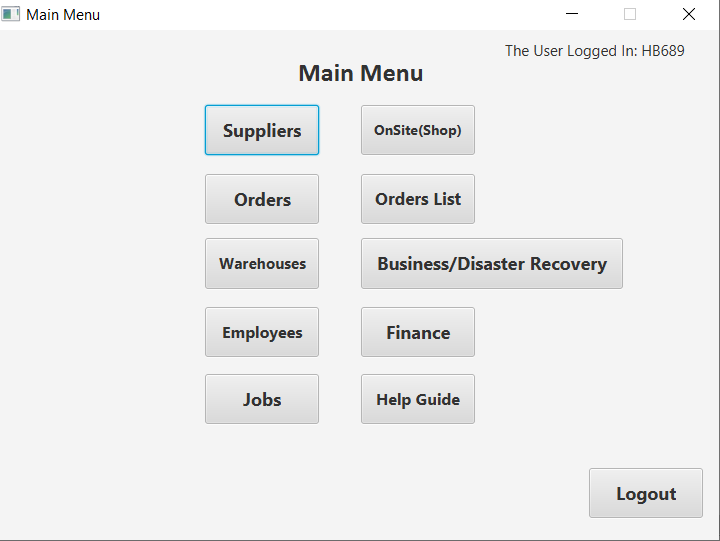 Main Menu
The User Logged In: HB689
Main Menu
Suppliers
OnSite(Shop)
Orders
Orders List
Warehouses
Business/Disaster Recovery
Employees
Finance
Jobs
Help Guide
Logout